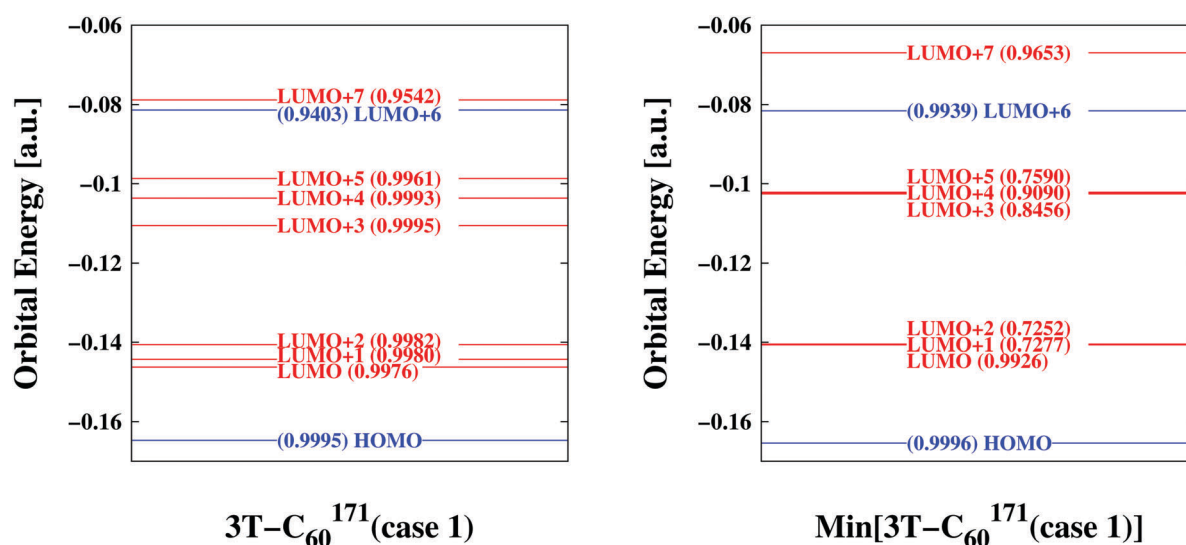 Orbital Energy [a.u.]
−0.06
−0.08
−0.1
−0.12
−0.14
−0.16
LUMO+7 (0.9542)
(0.9403) LUMO+6
LUMO+5 (0.9961)
LUMO+4 (0.9993)
LUMO+3 (0.9995)
LUMO+2 (0.9982)
LUMO+1 (0.9980)
LUMO (0.9976)
(0.9995) HOMO
3T−C60^171(case 1)
Orbital Energy [a.u.]
−0.06
−0.08
−0.1
−0.12
−0.14
−0.16
LUMO+7 (0.9653)
(0.9939) LUMO+6
LUMO+5 (0.7590)
LUMO+4 (0.9090)
LUMO+3 (0.8456)
LUMO+2 (0.7252)
LUMO+1 (0.7277)
LUMO (0.9926)
(0.9996) HOMO
Min[3T−C60^171(case 1)]